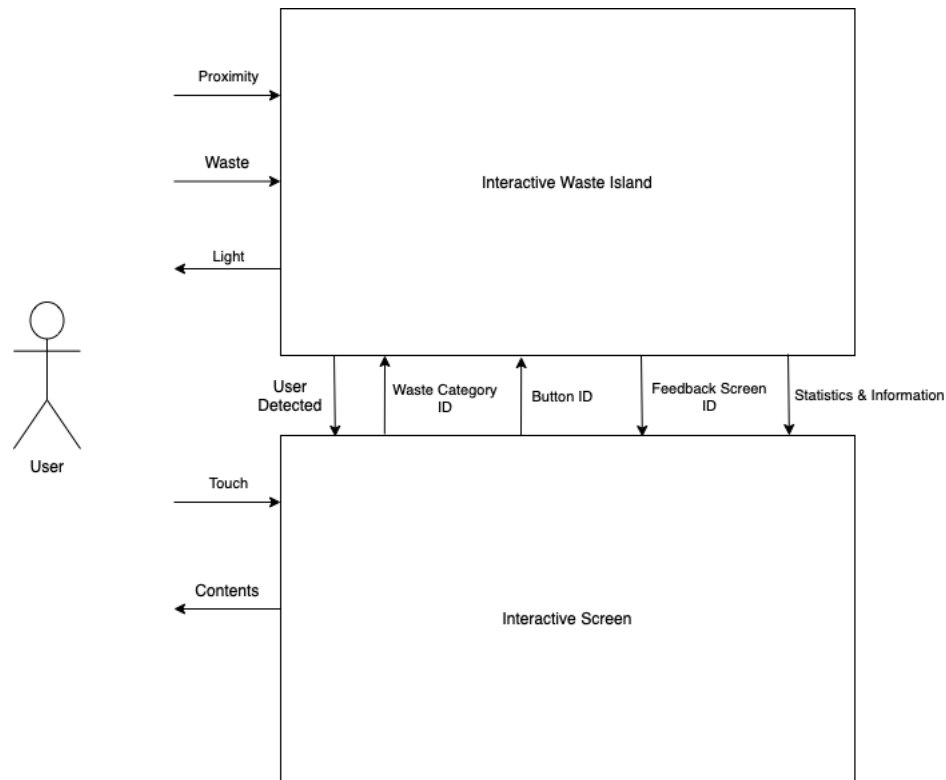 Proximity
Waste
Interactive Waste Island
Light
User
Detected
Waste Category
ID
Button ID
Feedback Screen
ID
Statistics & Information
User
Touch
Contents
Interactive Screen